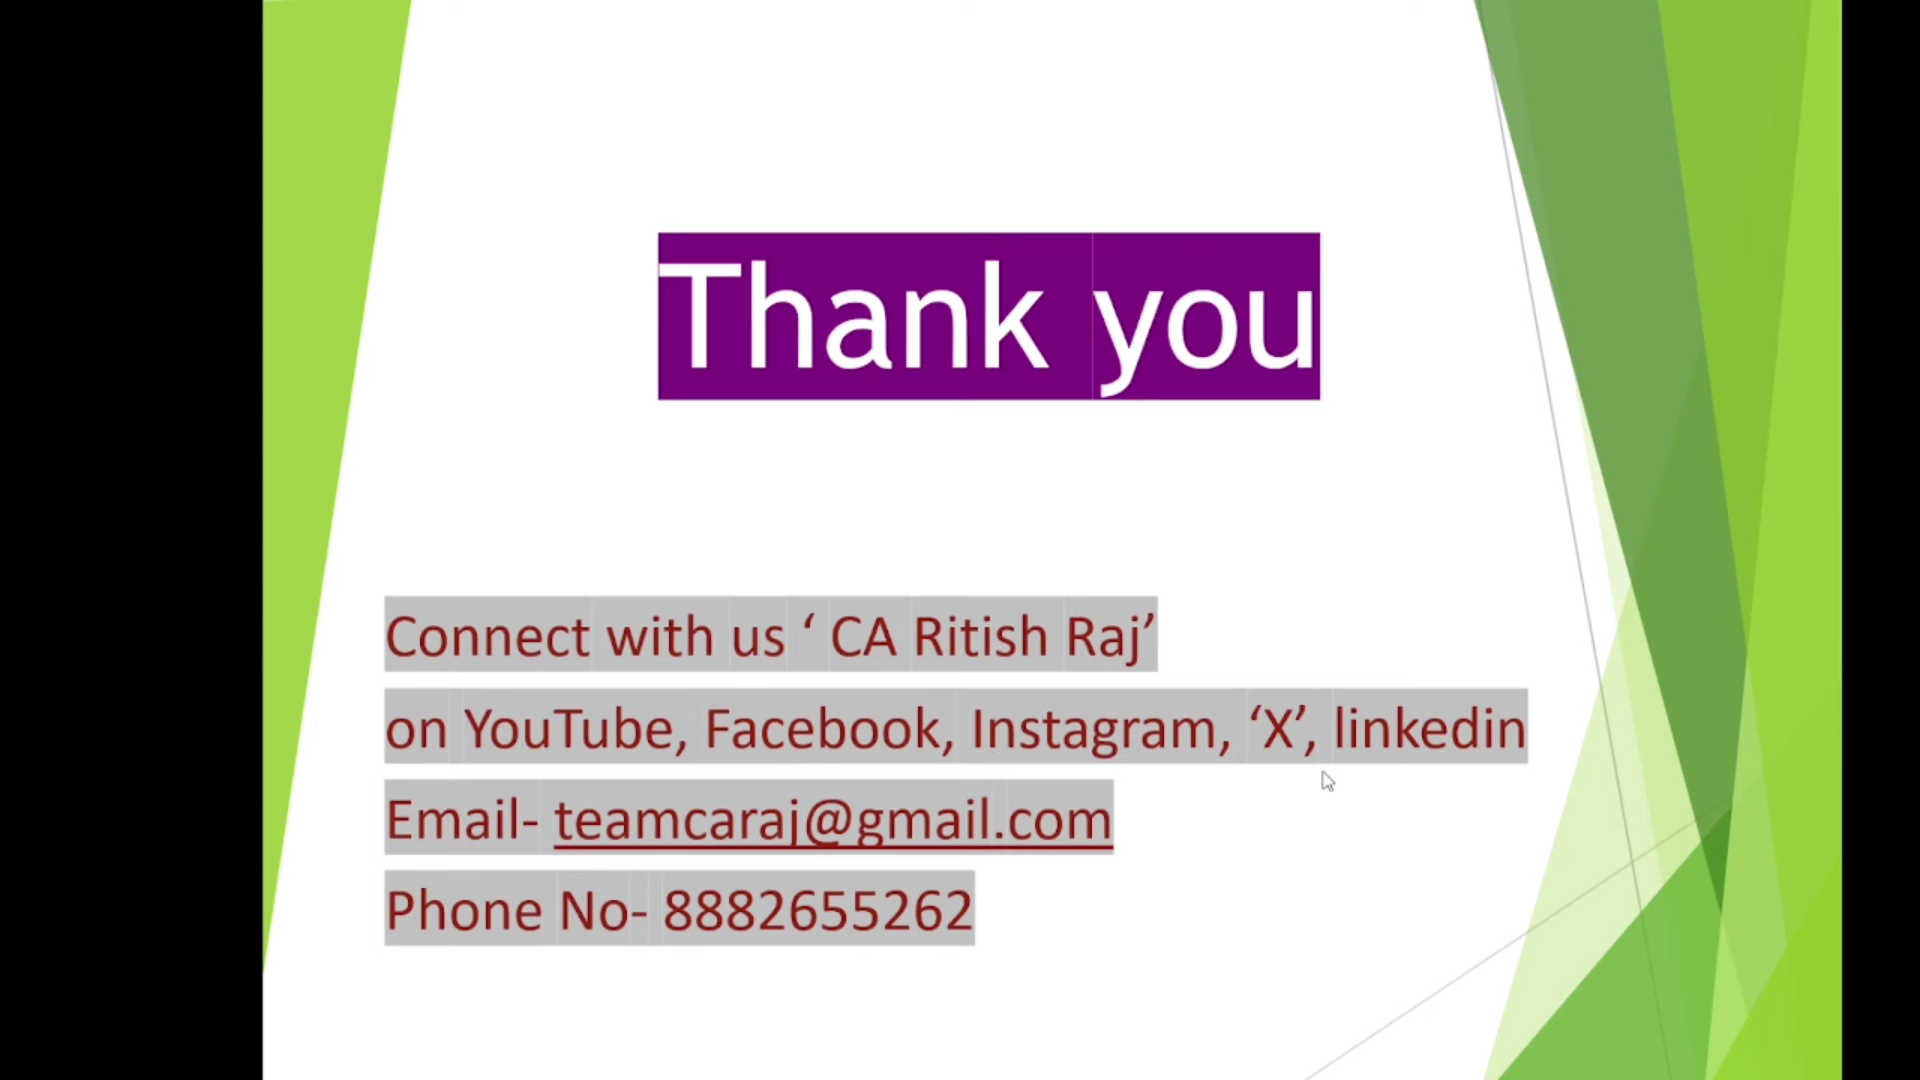 Thank you
Connect with us ‘ CA Ritish Raj’
on YouTube, Facebook, Instagram, ‘X’, linkedin
Email- teamcaraj@gmail.com
Phone No- 8882655262